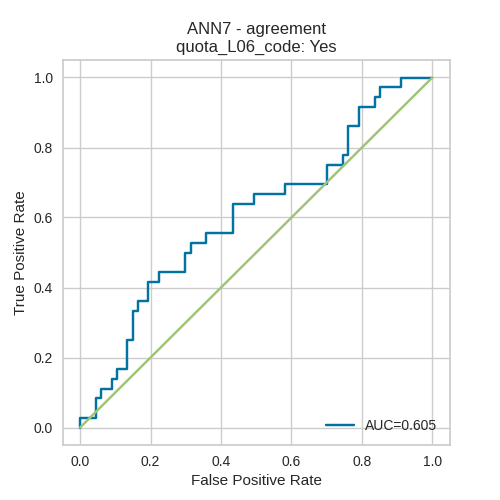 ANN7 - agreement
quota_L06_code: Yes
True Positive Rate
1.0
0.8
0.6
0.4
0.2
0.0
AUC=0.605
0.0 0.2 0.4 0.6 0.8 1.0
False Positive Rate